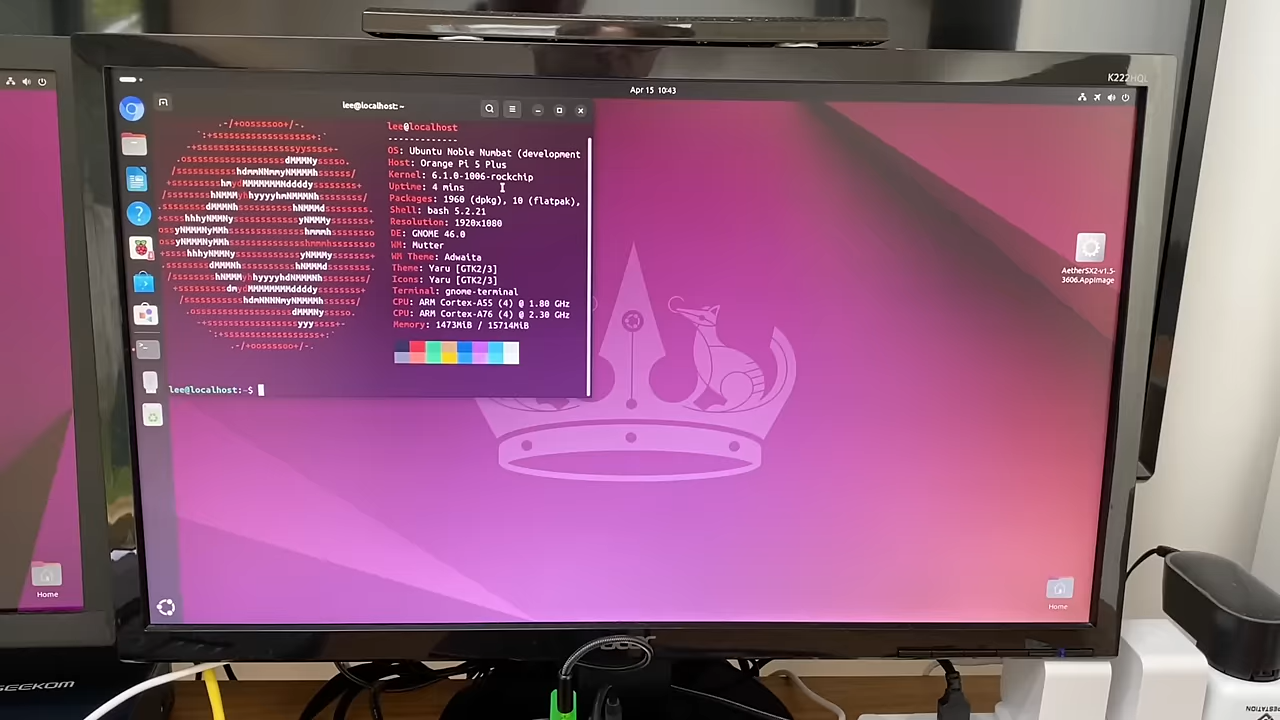 K222HQL
Apr 15 10:43
lee@localhost: ~
lee@localhost
-------------
OS: Ubuntu Noble Numbat (development
Host: Orange Pi 5 Plus
Kernel: 6.1.0-1006-rockchip
Uptime: 4 mins
Packages: 1960 (dpkg), 10 (flatpak),
Shell: bash 5.2.21
Resolution: 1920x1080
DE: GNOME 46.0
WM: Mutter
WM Theme: Adwaita
Theme: Yaru [GTK2/3]
Icons: Yaru [GTK2/3]
Terminal: gnome-terminal
CPU: ARM Cortex-A55 (4) @ 1.80 GHz
CPU: ARM Cortex-A76 (4) @ 2.30 GHz
Memory: 1473MiB / 15714MiB
lee@localhost:~$
AetherSX2-v1.5-
3606.AppImage
Home
Home
acer
GEEKOM